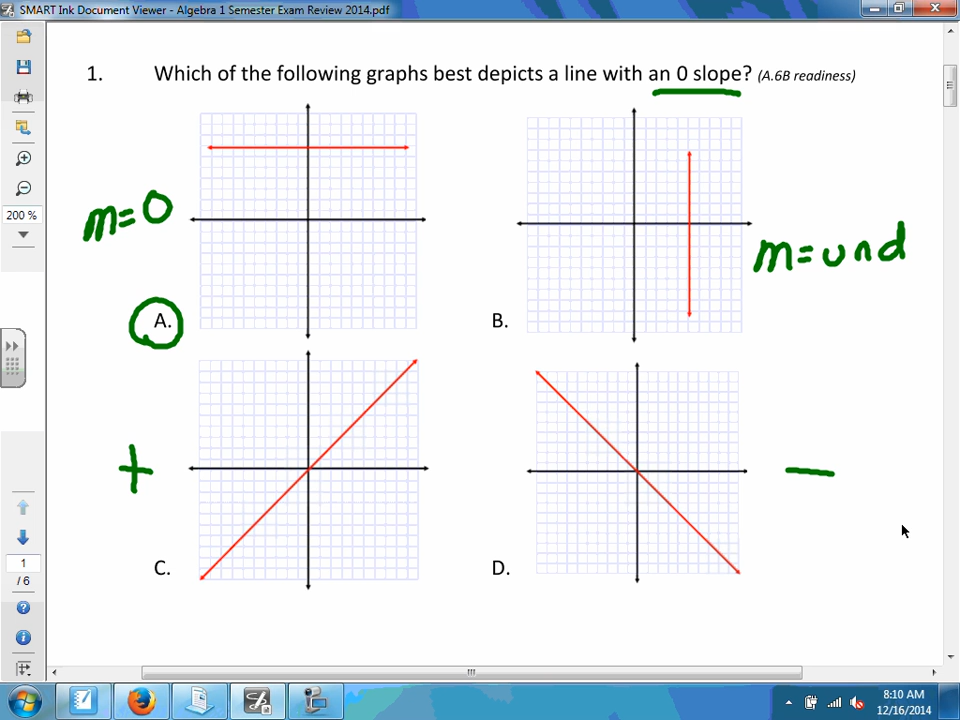 SMART Ink Document Viewer - Algebra 1 Semester Exam Review 2014.pdf
1. Which of the following graphs best depicts a line with an 0 slope? (A.6B readiness)
200 %
m=0
m=und
A.
B.
+
−
C.
D.
1
/ 6
8:10 AM
12/16/2014